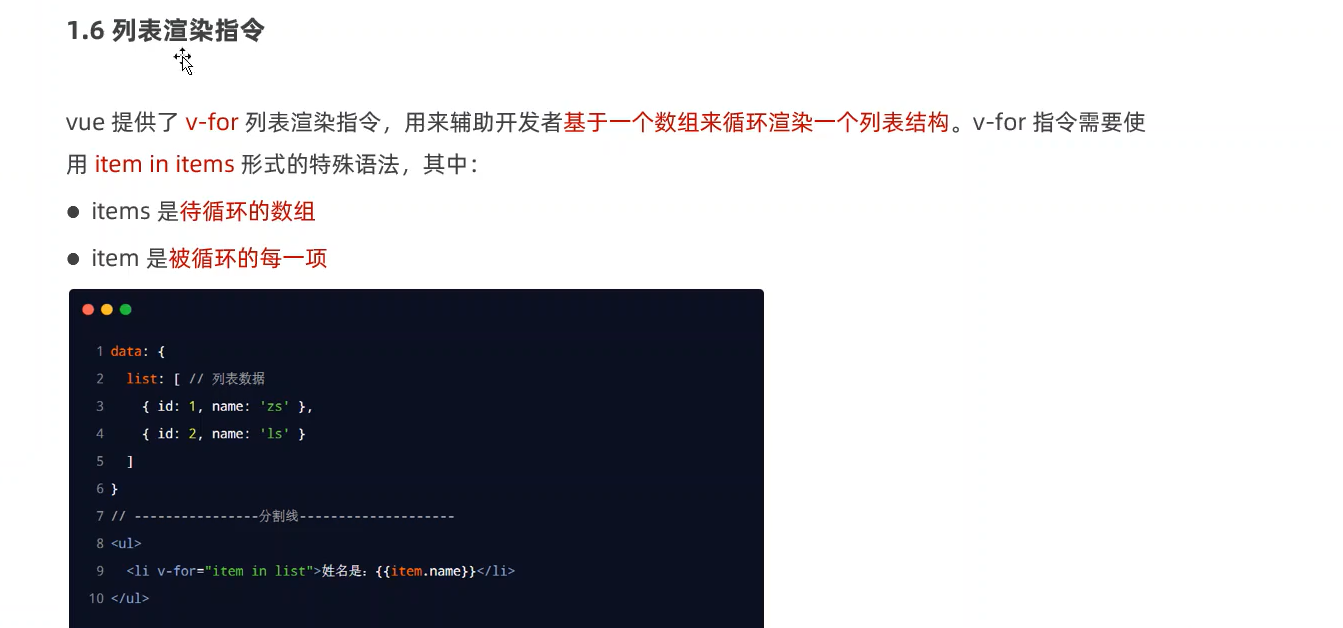 1.6 列表渲染指令
vue 提供了 v-for 列表渲染指令，用来辅助开发者基于一个数组来循环渲染一个列表结构。v-for 指令需要使
用 item in items 形式的特殊语法，其中：
● items 是待循环的数组
● item 是被循环的每一项
1 data: {
2 list: [ // 列表数据
3 { id: 1, name: 'zs' },
4 { id: 2, name: 'ls' }
5 ]
6 }
7 // ----------------分割线--------------------
8 <ul>
9 <li v-for="item in list">姓名是：{{item.name}}</li>
10 </ul>